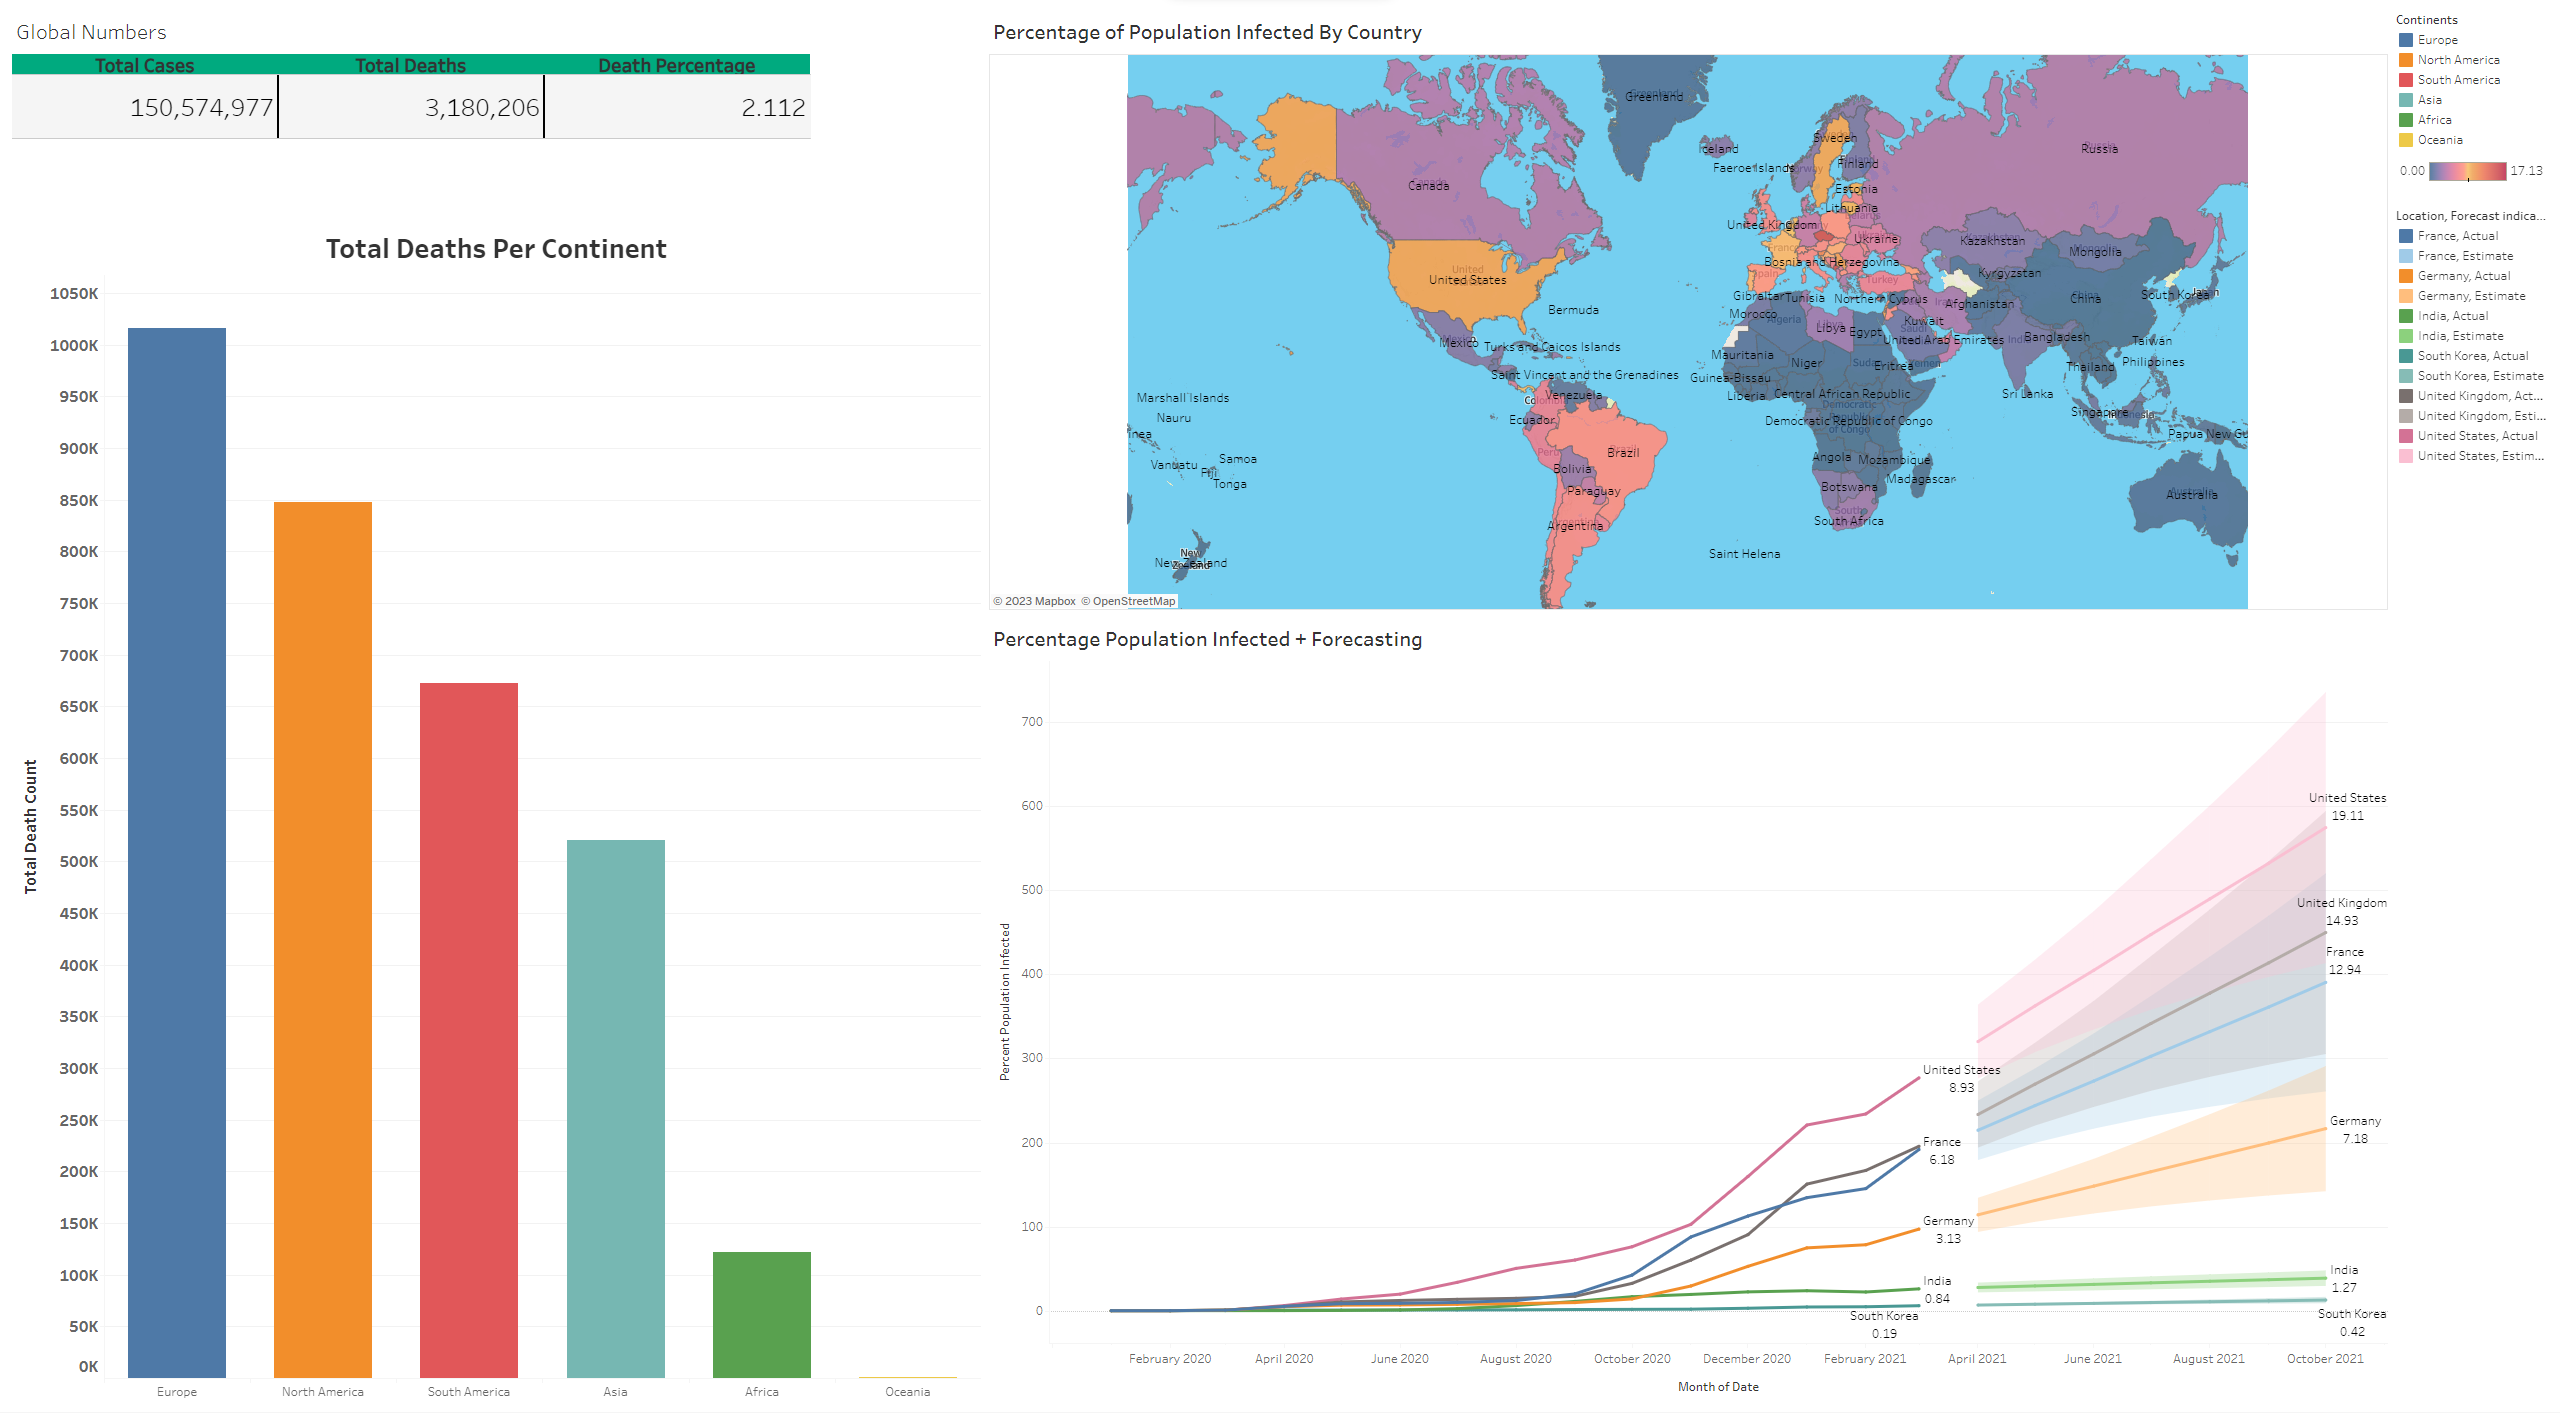 Global Numbers
Total Cases Total Deaths Death Percentage
150,574,977 3,180,206 2.112
Total Deaths Per Continent
Total Death Count
1050K
1000K
950K
900K
850K
800K
750K
700K
650K
600K
550K
500K
450K
400K
350K
300K
250K
200K
150K
100K
50K
0K
Europe North America South America Asia Africa Oceania
Percentage of Population Infected By Country
Greenland
Iceland
Sweden
Faeroe Islands
Finland
Russia
Canada
Estonia
Lithuania
United Kingdom
Ukraine
Kazakhstan
Mongolia
Bosnia and Herzegovina
Kyrgyzstan
United States
Spain
Turkey
Gibraltar
Tunisia
Northern Cyprus
Afghanistan
China
South Korea
Japan
Bermuda
Morocco
Algeria
Libya
Egypt
Kuwait
Mexico
Turks and Caicos Islands
Mauritania
United Arab Emirates
Bangladesh
Taiwan
Niger
Eritrea
Yemen
Thailand
Philippines
Saint Vincent and the Grenadines
Guinea-Bissau
Liberia
Central African Republic
Sri Lanka
Marshall Islands
Venezuela
Nauru
Ecuador
Democratic Republic of Congo
Singapore
Papua New Gu
Brazil
Peru
Vanuatu
Samoa
Fiji
Tonga
Bolivia
Angola
Mozambique
Paraguay
Botswana
Madagascar
Australia
Argentina
South Africa
Saint Helena
New Zealand
© 2023 Mapbox © OpenStreetMap
Percentage Population Infected + Forecasting
Percent Population Infected
700
600
500
400
300
200
100
0
United States
19.11
United Kingdom
14.93
France
12.94
United States
8.93
France
6.18
Germany
7.18
Germany
3.13
India
0.84
India
1.27
South Korea
0.19
South Korea
0.42
February 2020 April 2020 June 2020 August 2020 October 2020 December 2020 February 2021 April 2021 June 2021 August 2021 October 2021
Month of Date
Continents
Europe
North America
South America
Asia
Africa
Oceania
0.00 17.13
Location, Forecast indica...
France, Actual
France, Estimate
Germany, Actual
Germany, Estimate
India, Actual
India, Estimate
South Korea, Actual
South Korea, Estimate
United Kingdom, Act...
United Kingdom, Esti...
United States, Actual
United States, Estim...